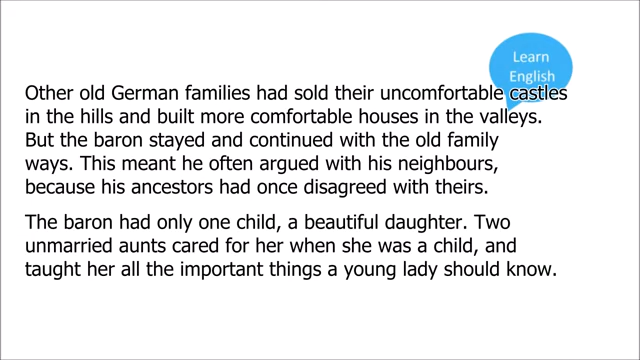 Learn
English
Other old German families had sold their uncomfortable castles
in the hills and built more comfortable houses in the valleys.
But the baron stayed and continued with the old family
ways. This meant he often argued with his neighbours,
because his ancestors had once disagreed with theirs.
The baron had only one child, a beautiful daughter. Two
unmarried aunts cared for her when she was a child, and
taught her all the important things a young lady should know.